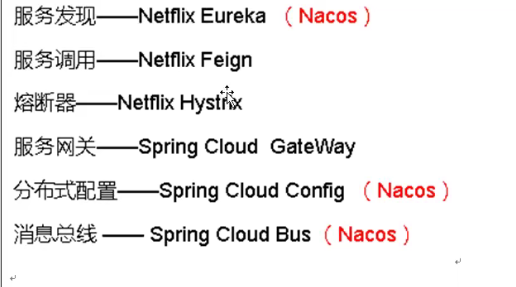 服务发现——Netflix Eureka （Nacos）
服务调用——Netflix Feign
熔断器——Netflix Hystrix
服务网关——Spring Cloud GateWay
分布式配置——Spring Cloud Config （Nacos）
消息总线 —— Spring Cloud Bus（Nacos）